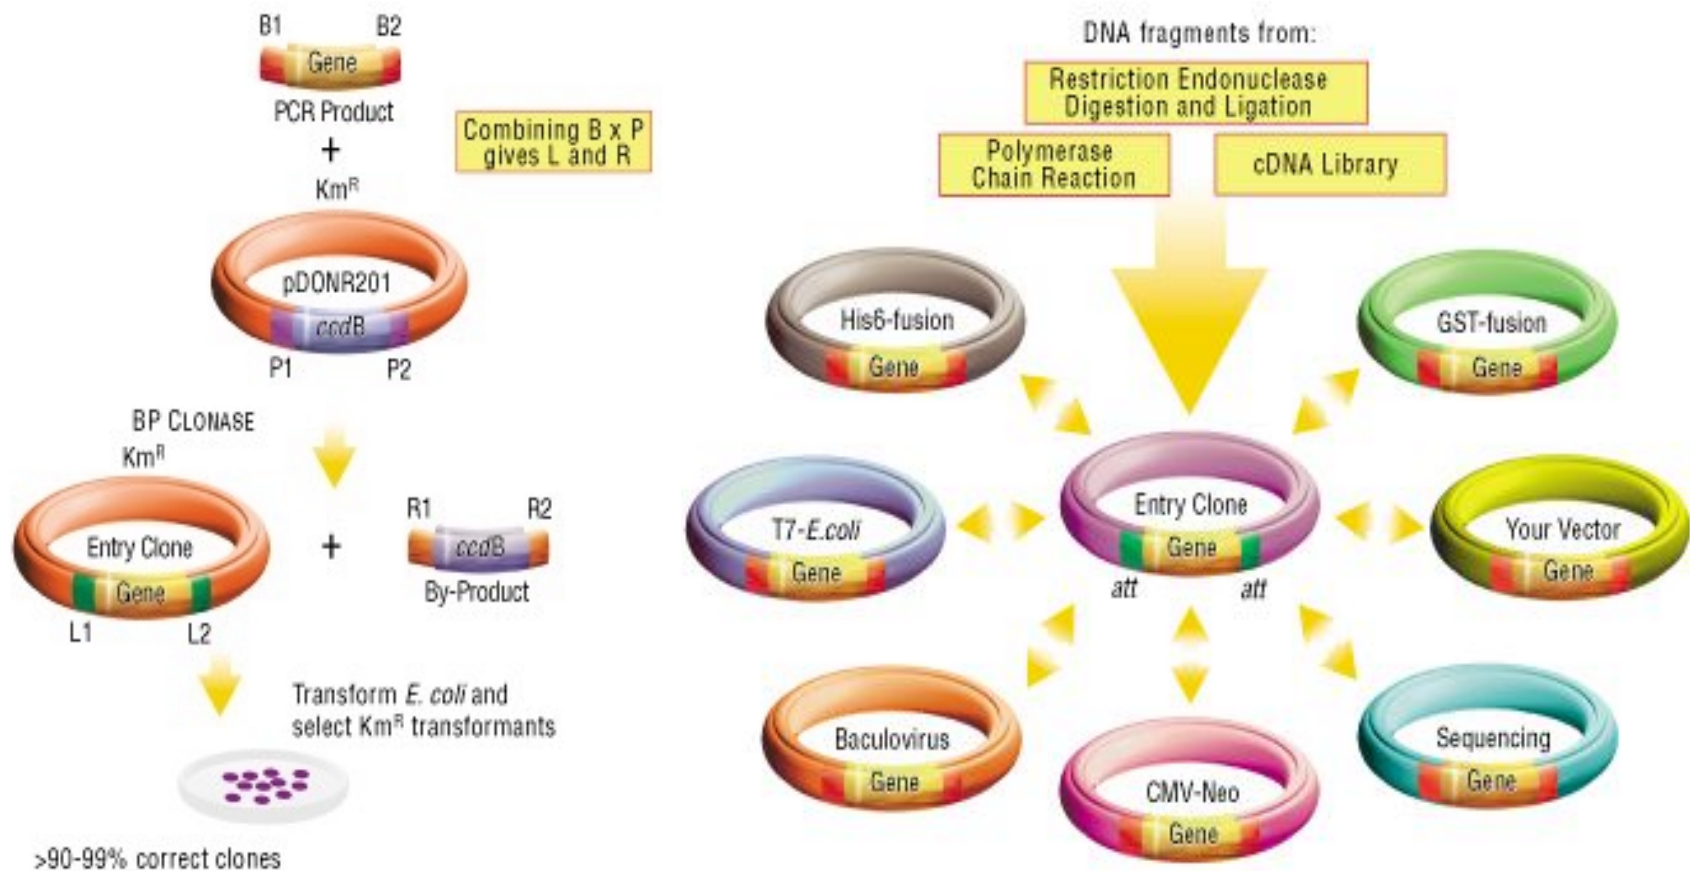 B1 B2
Gene
PCR Product
+
Km^R
pDONR201
ccdB
P1 P2
Combining B x P
gives L and R
BP CLONASE
Km^R
Entry Clone
Gene
L1 L2
+
R1 R2
ccdB
By-Product
Transform E. coli and
select Km^R transformants
>90-99% correct clones
DNA fragments from:
Restriction Endonuclease
Digestion and Ligation
Polymerase
Chain Reaction
cDNA Library
His6-fusion
Gene
GST-fusion
Gene
T7-E.coli
Gene
Entry Clone
Gene
att att
Your Vector
Gene
Baculovirus
Gene
CMV-Neo
Gene
Sequencing
Gene